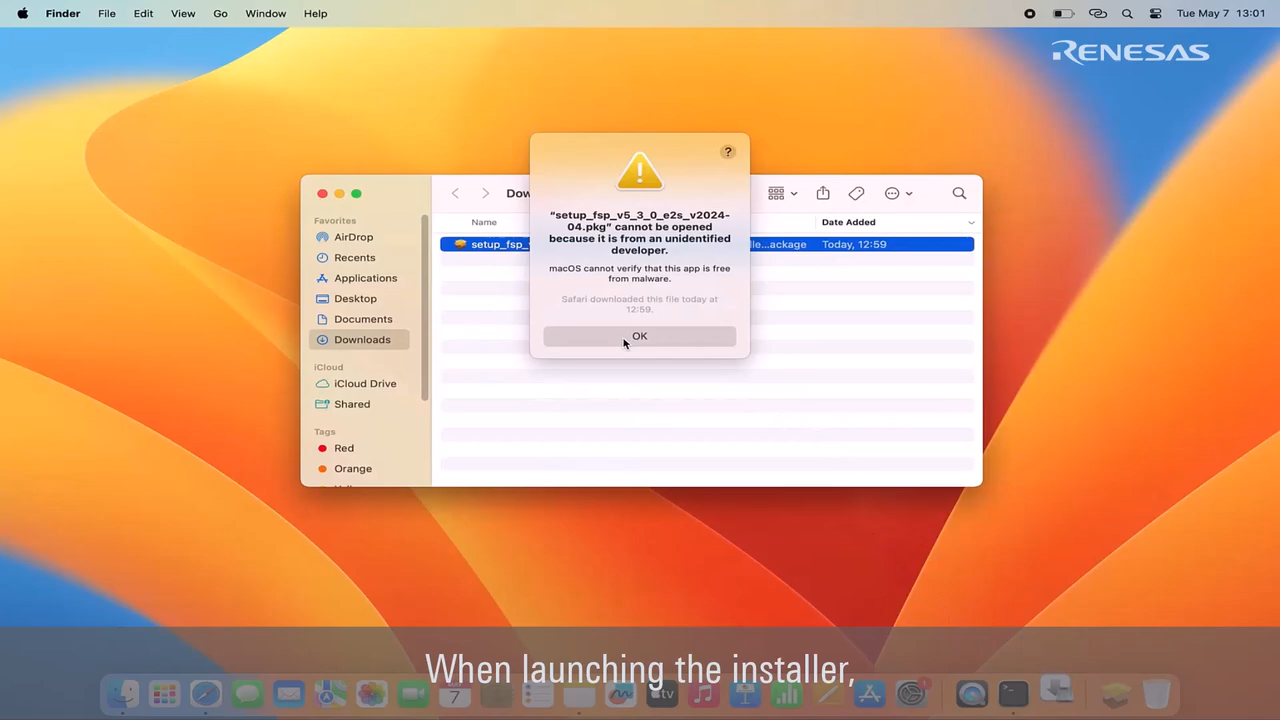 Finder File Edit View Go Window Help Tue May 7 13:01
RENESAS
?
"setup_fsp_v5_3_0_e2s_v2024-
04.pkg" cannot be opened
because it is from an unidentified
developer.
macOS cannot verify that this app is free
from malware.
Safari downloaded this file today at
12:59.
OK
Favorites
AirDrop
Recents
Applications
Desktop
Documents
Downloads
iCloud
iCloud Drive
Shared
Tags
Red
Orange
Name Date Added
Today, 12:59
When launching the installer,
7
tv